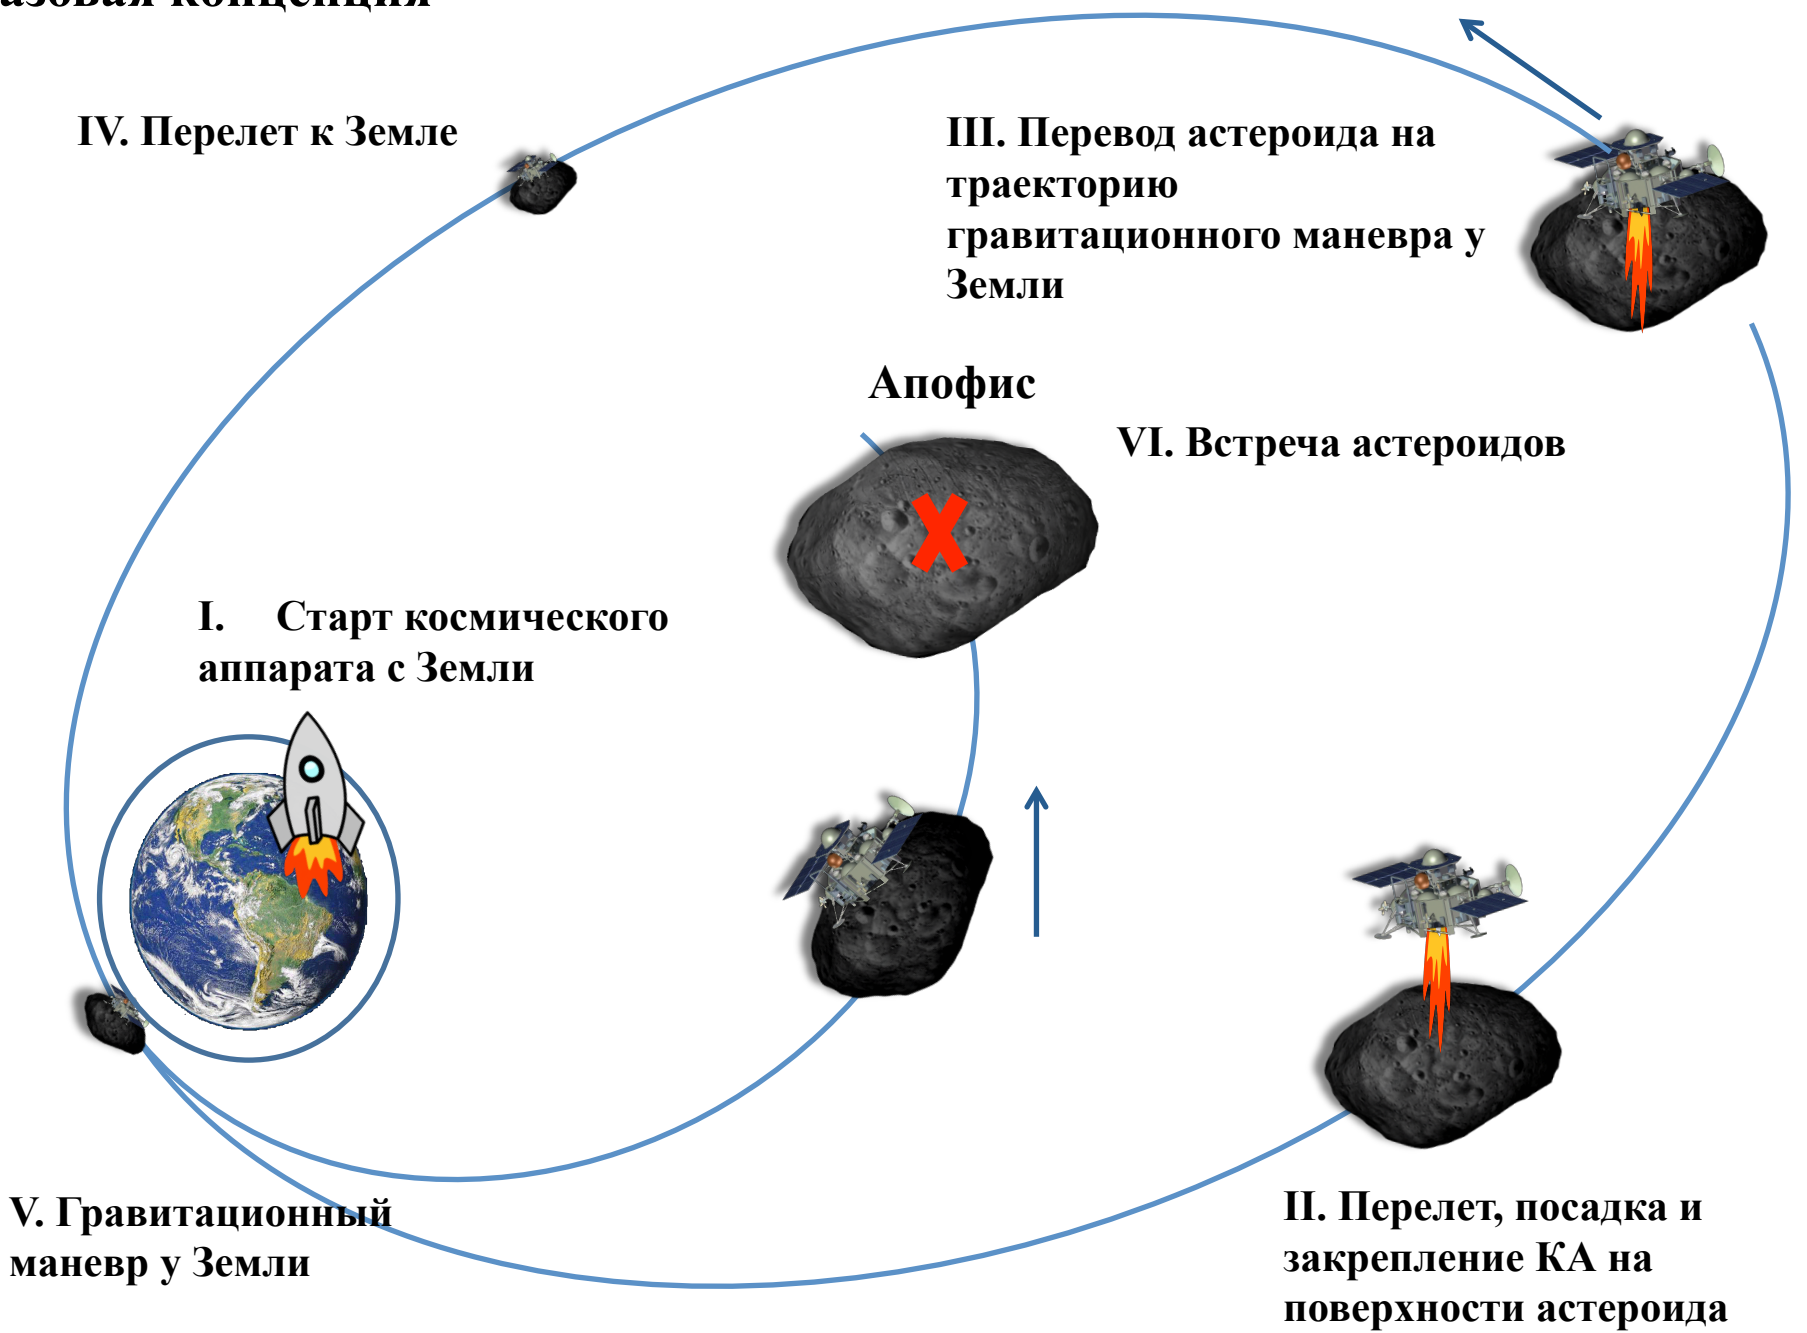 концепция
IV. Перелет к Земле
III. Перевод астероида на
траекторию
гравитационного маневра у
Земли
Апофис
VI. Встреча астероидов
I. Старт космического
аппарата с Земли
V. Гравитационный
маневр у Земли
II. Перелет, посадка и
закрепление КА на
поверхности астероида